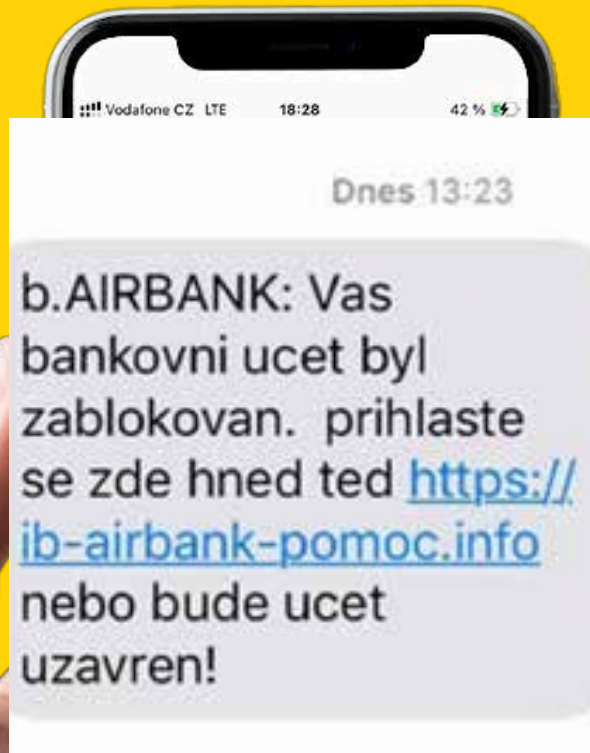 Vodafone CZ LTE 18:28 42 %
Dnes 13:23
b.AIRBANK: Vas
bankovni ucet byl
zablokovan. prihlaste
se zde hned ted https://
ib-airbank-pomoc.info
nebo bude ucet
uzavren!